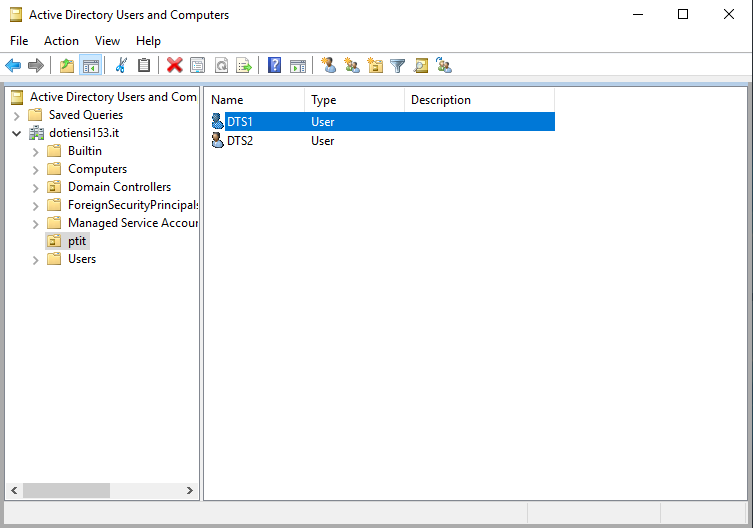 Active Directory Users and Computers
File Action View Help
Active Directory Users and Com
Saved Queries
dotiensi153.it
Builtin
Computers
Domain Controllers
ForeignSecurityPrincipals
Managed Service Accour
ptit
Users
Name Type Description
DTS1 User
DTS2 User